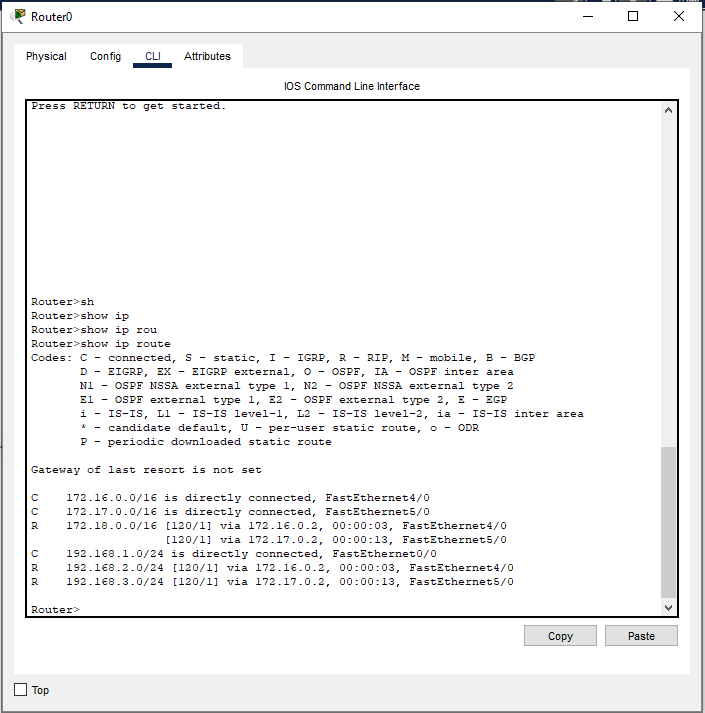 Router0
Physical Config CLI Attributes
IOS Command Line Interface
Press RETURN to get started.
Router>sh
Router>show ip
Router>show ip rou
Router>show ip route
Codes: C - connected, S - static, I - IGRP, R - RIP, M - mobile, B - BGP
       D - EIGRP, EX - EIGRP external, O - OSPF, IA - OSPF inter area
       N1 - OSPF NSSA external type 1, N2 - OSPF NSSA external type 2
       E1 - OSPF external type 1, E2 - OSPF external type 2, E - EGP
       i - IS-IS, L1 - IS-IS level-1, L2 - IS-IS level-2, ia - IS-IS inter area
       * - candidate default, U - per-user static route, o - ODR
       P - periodic downloaded static route
Gateway of last resort is not set
C    172.16.0.0/16 is directly connected, FastEthernet4/0
C    172.17.0.0/16 is directly connected, FastEthernet5/0
R    172.18.0.0/16 [120/1] via 172.16.0.2, 00:00:03, FastEthernet4/0
                   [120/1] via 172.17.0.2, 00:00:13, FastEthernet5/0
C    192.168.1.0/24 is directly connected, FastEthernet0/0
R    192.168.2.0/24 [120/1] via 172.16.0.2, 00:00:03, FastEthernet4/0
R    192.168.3.0/24 [120/1] via 172.17.0.2, 00:00:13, FastEthernet5/0
Router>
Copy Paste
Top